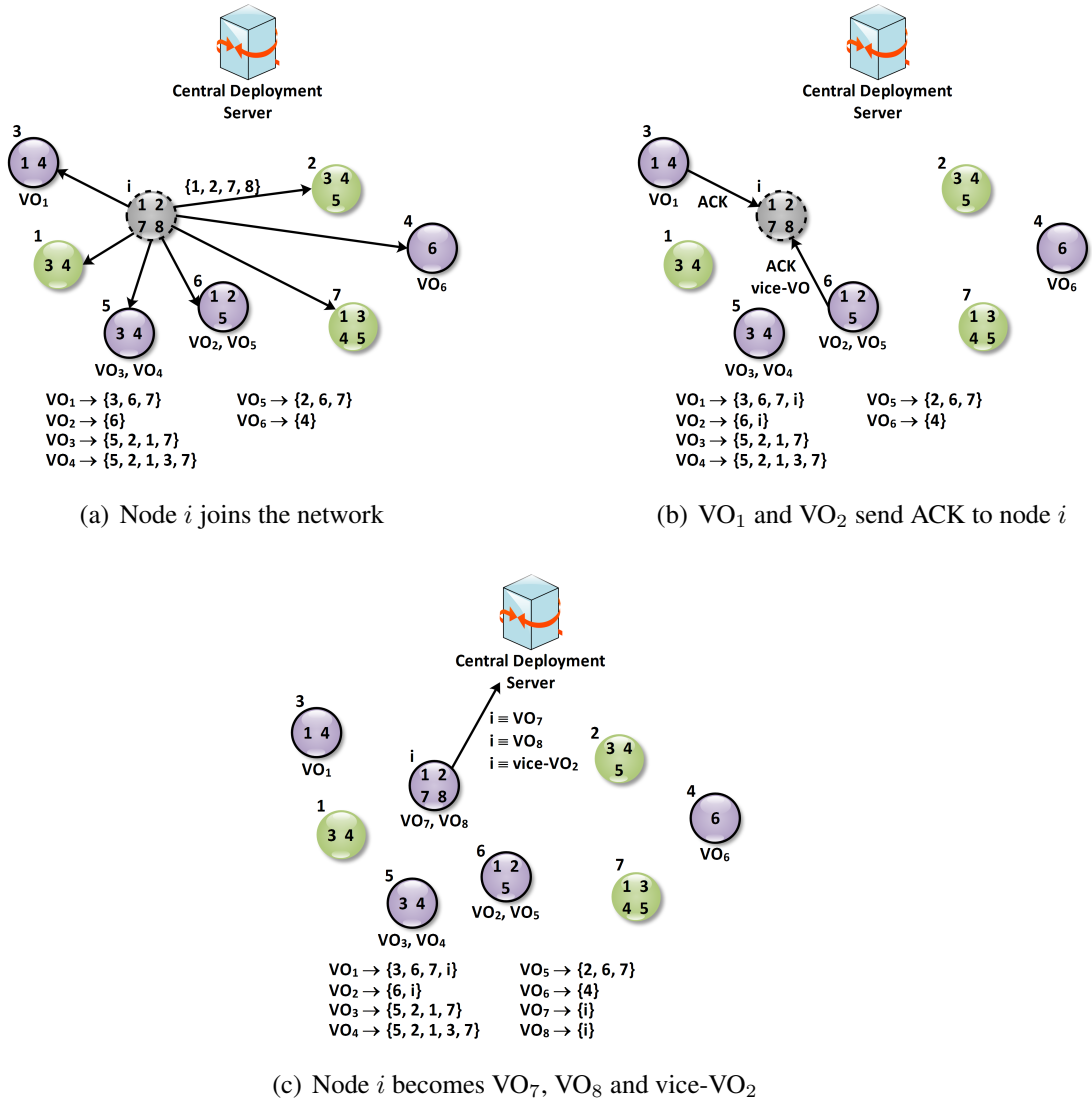 Central Deployment
Server
3
1 4
VO₁
i
1 2
7 8
{1, 2, 7, 8}
2
3 4
5
4
6
VO₆
1
3 4
5
3 4
VO₃, VO₄
6
1 2
5
VO₂, VO₅
7
1 3
4 5
VO₁ → {3, 6, 7}
VO₂ → {6}
VO₃ → {5, 2, 1, 7}
VO₄ → {5, 2, 1, 3, 7}
VO₅ → {2, 6, 7}
VO₆ → {4}
(a) Node i joins the network
Central Deployment
Server
3
1 4
VO₁
ACK
i
1 2
7 8
2
3 4
5
4
6
VO₆
1
3 4
ACK
vice-VO
5
3 4
VO₃, VO₄
6
1 2
5
VO₂, VO₅
7
1 3
4 5
VO₁ → {3, 6, 7, i}
VO₂ → {6, i}
VO₃ → {5, 2, 1, 7}
VO₄ → {5, 2, 1, 3, 7}
VO₅ → {2, 6, 7}
VO₆ → {4}
(b) VO₁ and VO₂ send ACK to node i
Central Deployment
Server
3
1 4
VO₁
i
1 2
7 8
VO₇, VO₈
i ≡ VO₇
i ≡ VO₈
i ≡ vice-VO₂
2
3 4
5
4
6
VO₆
1
3 4
5
3 4
VO₃, VO₄
6
1 2
5
VO₂, VO₅
7
1 3
4 5
VO₁ → {3, 6, 7, i}
VO₂ → {6, i}
VO₃ → {5, 2, 1, 7}
VO₄ → {5, 2, 1, 3, 7}
VO₅ → {2, 6, 7}
VO₆ → {4}
VO₇ → {i}
VO₈ → {i}
(c) Node i becomes VO₇, VO₈ and vice-VO₂